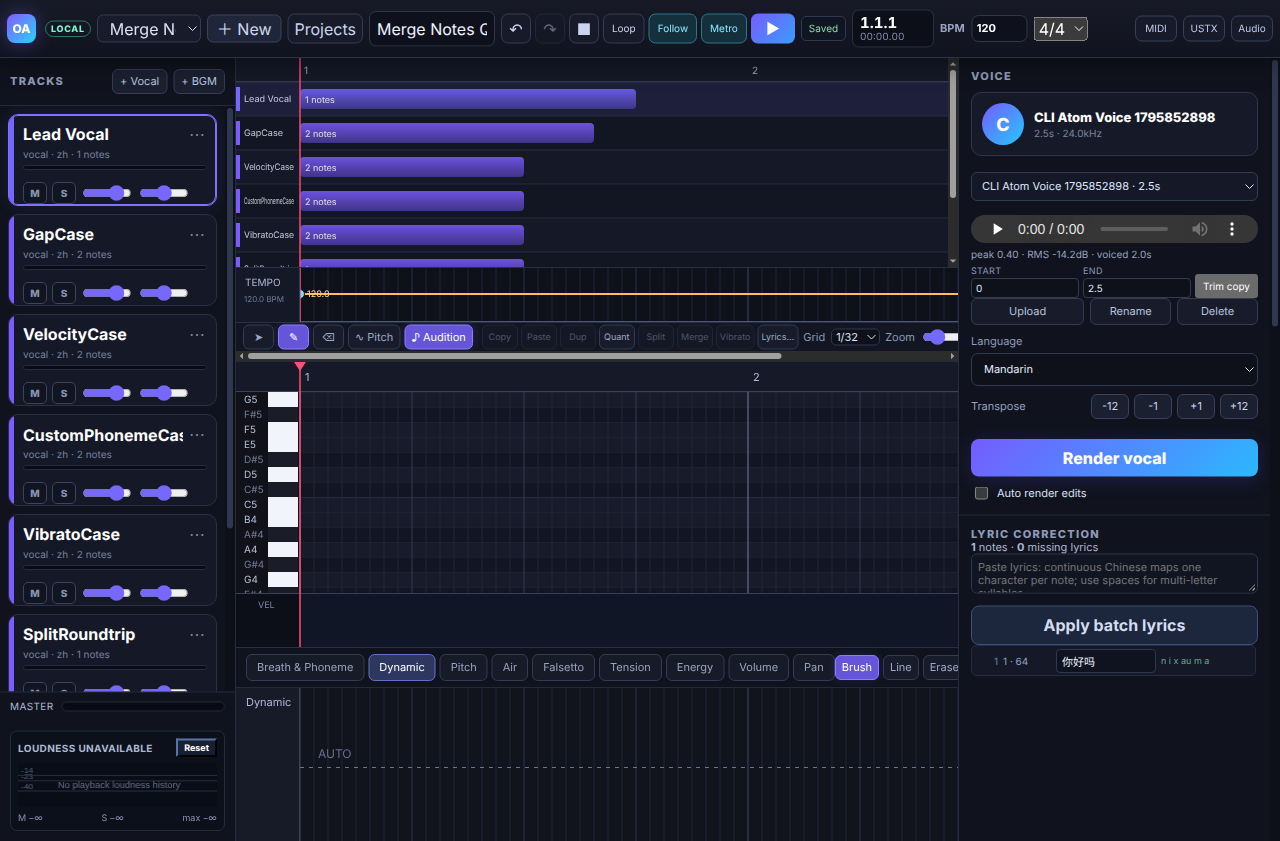 OA LOCAL Merge N + New Projects Merge Notes Q Loop Follow Metro Saved 1.1.1 00:00.00 BPM 120 4/4 MIDI USTX Audio
TRACKS + Vocal + BGM
Lead Vocal
vocal · zh · 1 notes
M S
GapCase
vocal · zh · 2 notes
M S
VelocityCase
vocal · zh · 2 notes
M S
CustomPhonemeCas
vocal · zh · 2 notes
M S
VibratoCase
vocal · zh · 2 notes
M S
SplitRoundtrip
vocal · zh · 1 notes
MASTER
LOUDNESS UNAVAILABLE Reset
-14
-23
-40
No playback loudness history
M -∞ S -∞ max -∞
1 2
Lead Vocal 1 notes
GapCase 2 notes
VelocityCase 2 notes
CustomPhonemeCase 2 notes
VibratoCase 2 notes
TEMPO
120.0 BPM
120.0
Pitch Audition Copy Paste Dup Quant Split Merge Vibrato Lyrics... Grid 1/32 Zoom
1 2
G5
F#5
F5
E5
D#5
D5
C#5
C5
B4
A#4
A4
G#4
G4
VEL
Breath & Phoneme Dynamic Pitch Air Falsetto Tension Energy Volume Pan Brush Line Erase
Dynamic
AUTO
VOICE
C
CLI Atom Voice 1795852898
2.5s · 24.0kHz
CLI Atom Voice 1795852898 · 2.5s
0:00 / 0:00
peak 0.40 · RMS -14.2dB · voiced 2.0s
START END
0 2.5 Trim copy
Upload Rename Delete
Language
Mandarin
Transpose -12 -1 +1 +12
Render vocal
Auto render edits
LYRIC CORRECTION
1 notes · 0 missing lyrics
Paste lyrics: continuous Chinese maps one
character per note; use spaces for multi-letter
Apply batch lyrics
1 1 · 64 你好吗 n i x au m a